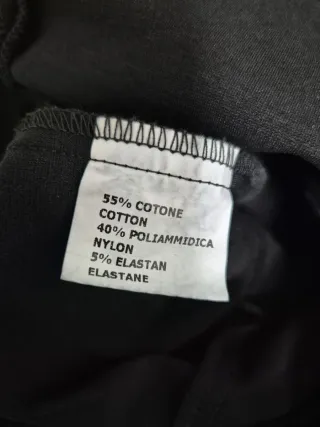 55% COTONE
COTTON
40% POLIAMMIDICA
NYLON
5% ELASTAN
ELASTANE